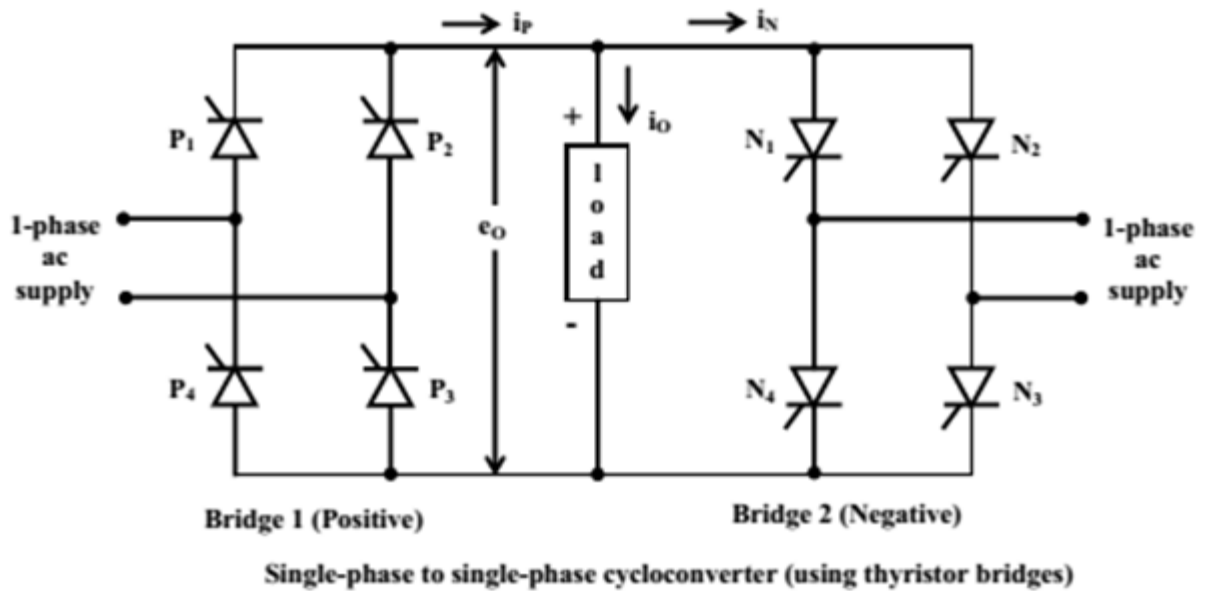 iP
iN
+
iO
P1
P2
N1
N2
l
o
a
d
1-phase
ac
supply
eO
1-phase
ac
supply
-
P4
P3
N4
N3
Bridge 1 (Positive)
Bridge 2 (Negative)
Single-phase to single-phase cycloconverter (using thyristor bridges)